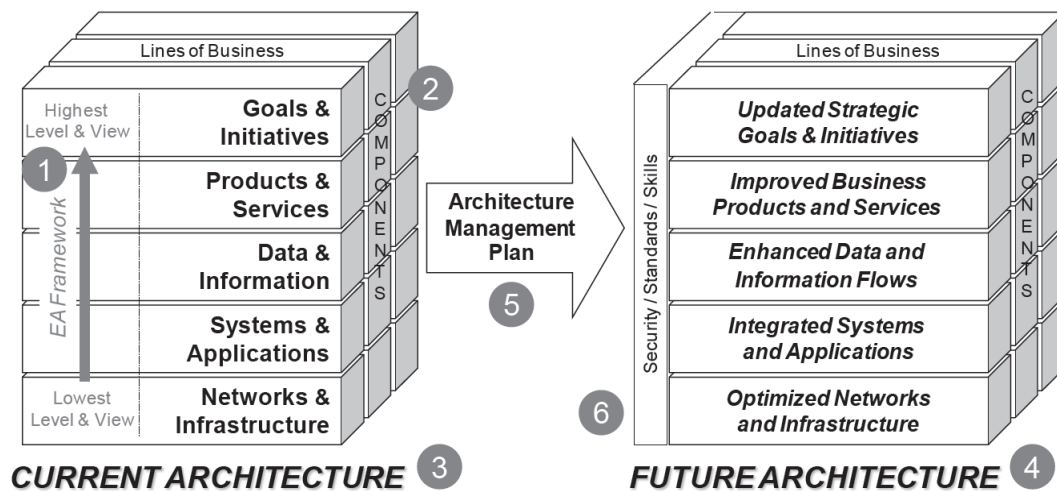 Lines of Business
Highest
Level & View
Goals &
Initiatives
COMPONENTS
2
1
EA Framework
Products &
Services
Data &
Information
Systems &
Applications
Lowest
Level & View
Networks &
Infrastructure
CURRENT ARCHITECTURE
3
Architecture
Management
Plan
5
Lines of Business
Security / Standards / Skills
6
Updated Strategic
Goals & Initiatives
COMPONENTS
Improved Business
Products and Services
Enhanced Data and
Information Flows
Integrated Systems
and Applications
Optimized Networks
and Infrastructure
FUTURE ARCHITECTURE
4